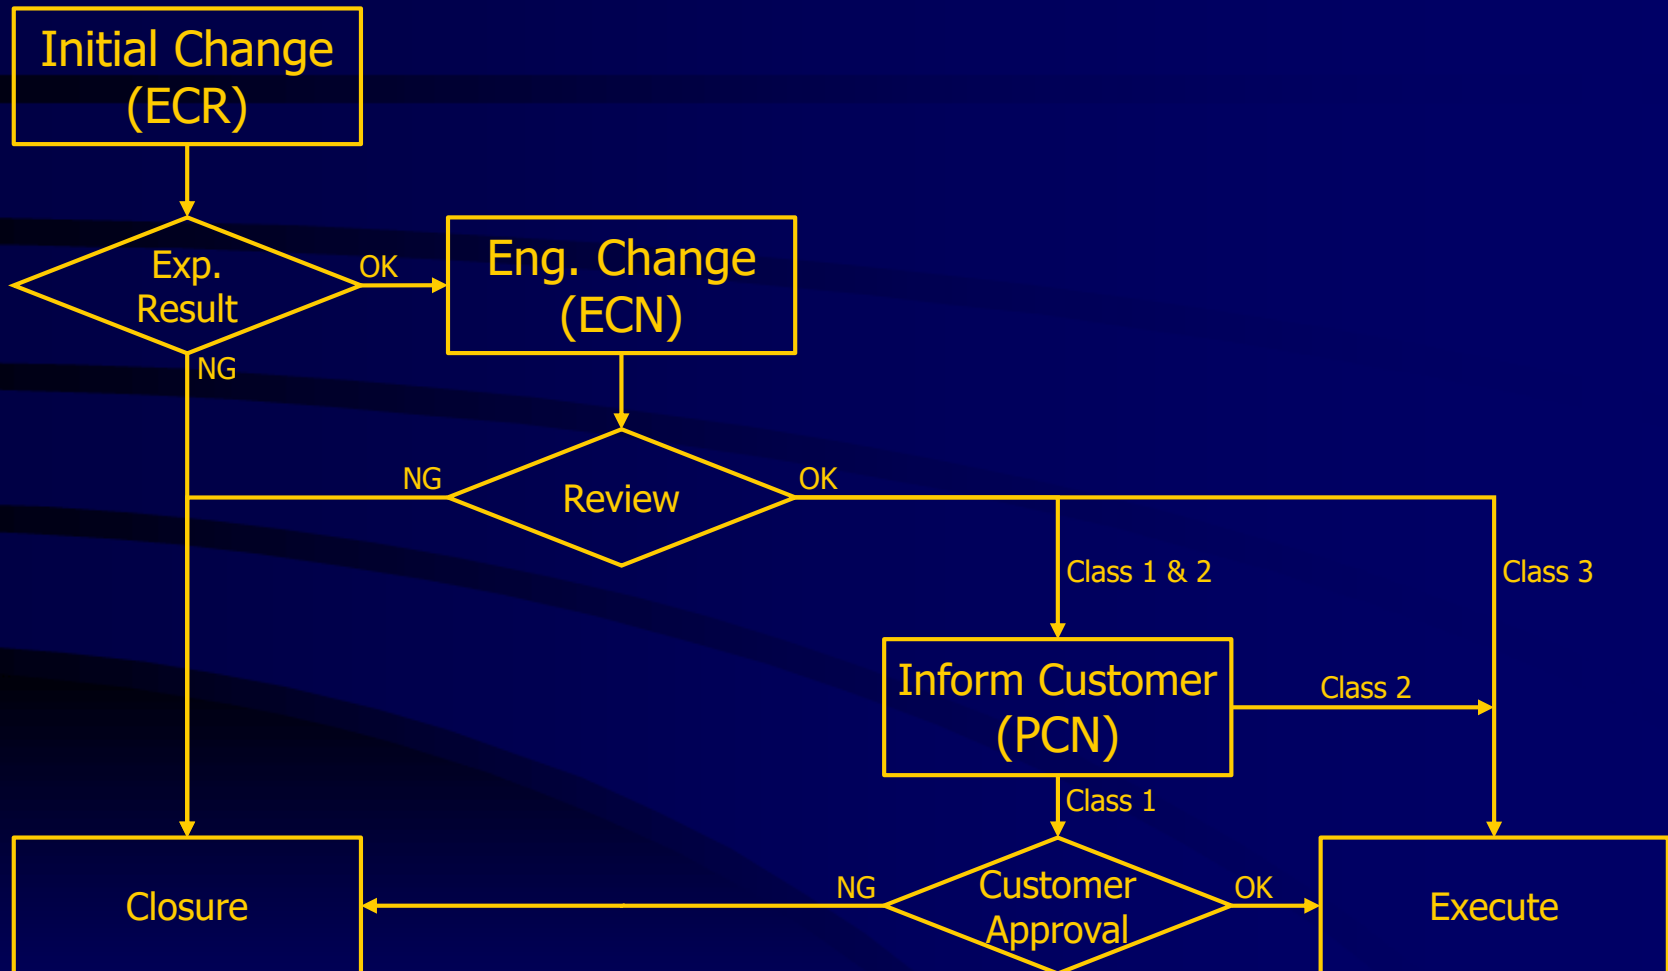 Initial Change
(ECR)
Exp.
Result
OK
Eng. Change
(ECN)
NG
NG
Review
OK
Class 1 & 2
Class 3
Inform Customer
(PCN)
Class 2
Class 1
Closure
NG
Customer
Approval
OK
Execute